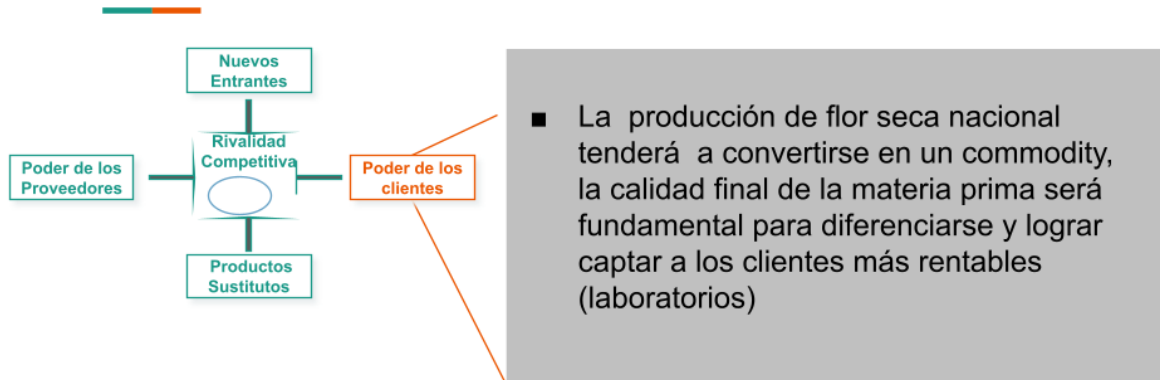 Nuevos
Entrantes
Rivalidad
Competitiva
Poder de los
Proveedores
Poder de los
clientes
Productos
Sustitutos
■ La producción de flor seca nacional
tenderá a convertirse en un commodity,
la calidad final de la materia prima será
fundamental para diferenciarse y lograr
captar a los clientes más rentables
(laboratorios)